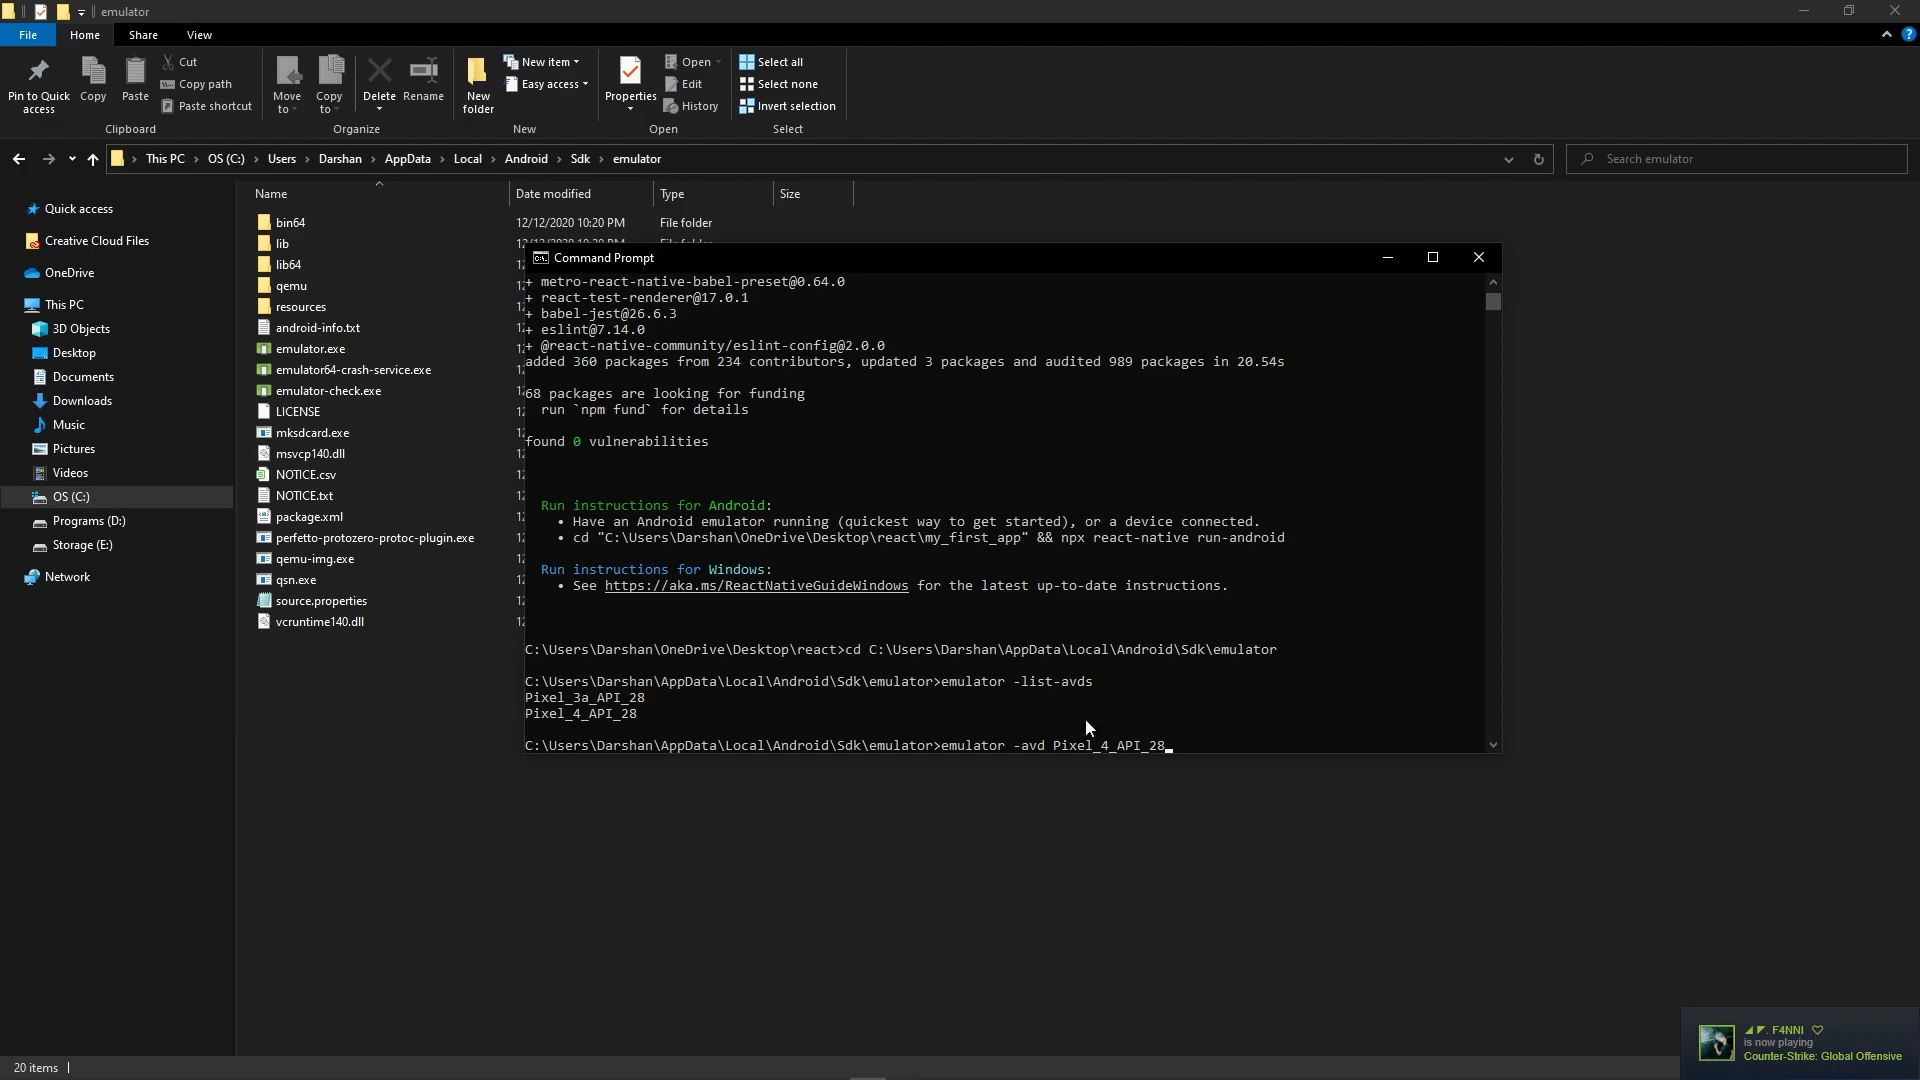 emulator
File
Home
Share
View
Pin to Quick access
Copy
Paste
Cut
Copy path
Paste shortcut
Clipboard
Move to
Copy to
Delete
Rename
Organize
New folder
New item
Easy access
New
Properties
Open
Edit
History
Open
Select all
Select none
Invert selection
Select
This PC
OS (C:)
Users
Darshan
AppData
Local
Android
Sdk
emulator
Search emulator
Quick access
Creative Cloud Files
OneDrive
This PC
3D Objects
Desktop
Documents
Downloads
Music
Pictures
Videos
OS (C:)
Programs (D:)
Storage (E:)
Network
Name
Date modified
Type
Size
bin64
12/12/2020 10:20 PM
File folder
lib
lib64
qemu
resources
android-info.txt
emulator.exe
emulator64-crash-service.exe
emulator-check.exe
LICENSE
mksdcard.exe
msvcp140.dll
NOTICE.csv
NOTICE.txt
package.xml
perfetto-protozero-protoc-plugin.exe
qemu-img.exe
qsn.exe
source.properties
vcruntime140.dll
Command Prompt
+ metro-react-native-babel-preset@0.64.0
+ react-test-renderer@17.0.1
+ babel-jest@26.6.3
+ eslint@7.14.0
+ @react-native-community/eslint-config@2.0.0
added 360 packages from 234 contributors, updated 3 packages and audited 989 packages in 20.54s
68 packages are looking for funding
run `npm fund` for details
found 0 vulnerabilities
Run instructions for Android:
• Have an Android emulator running (quickest way to get started), or a device connected.
• cd "C:\Users\Darshan\OneDrive\Desktop\react\my_first_app" && npx react-native run-android
Run instructions for Windows:
• See https://aka.ms/ReactNativeGuideWindows for the latest up-to-date instructions.
C:\Users\Darshan\OneDrive\Desktop\react>cd C:\Users\Darshan\AppData\Local\Android\Sdk\emulator
C:\Users\Darshan\AppData\Local\Android\Sdk\emulator>emulator -list-avds
Pixel_3a_API_28
Pixel_4_API_28
C:\Users\Darshan\AppData\Local\Android\Sdk\emulator>emulator -avd Pixel_4_API_28
◢ ◤. F4NNI ♡
is now playing
Counter-Strike: Global Offensive
20 items